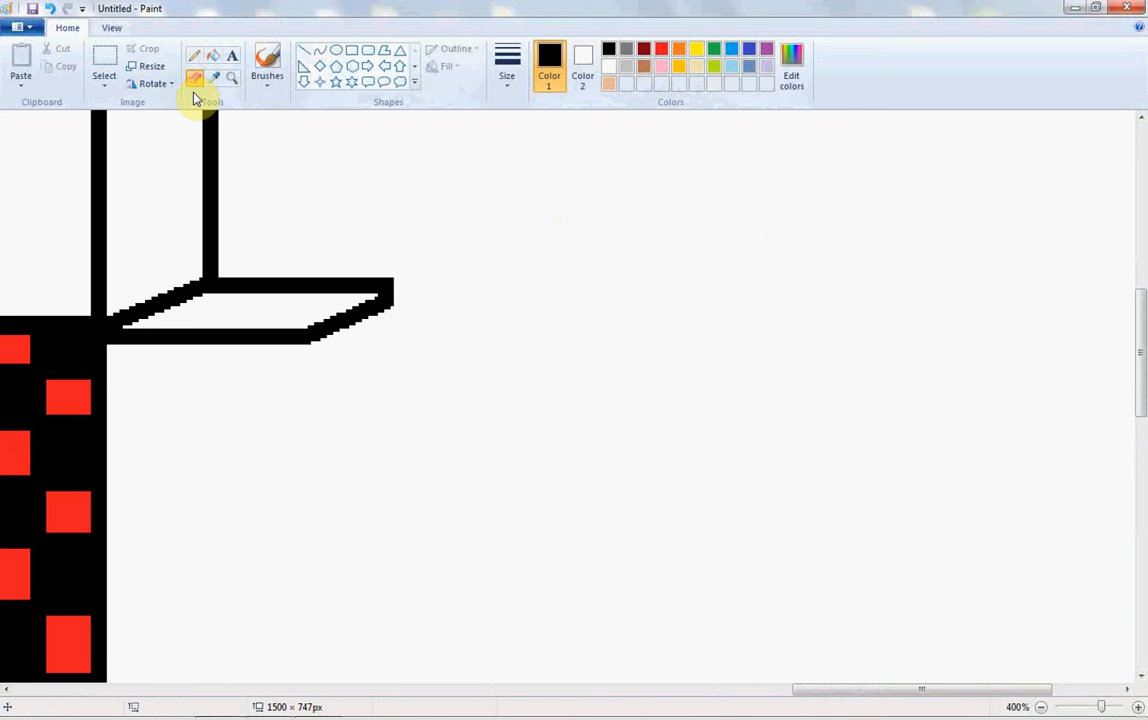 Untitled - Paint
Home View
Paste
Cut
Copy
Clipboard
Select
Crop
Resize
Rotate
Image
Tools
Brushes
Outline
Fill
Shapes
Size
Color 1
Color 2
Edit colors
Colors
1500 × 747px
400%